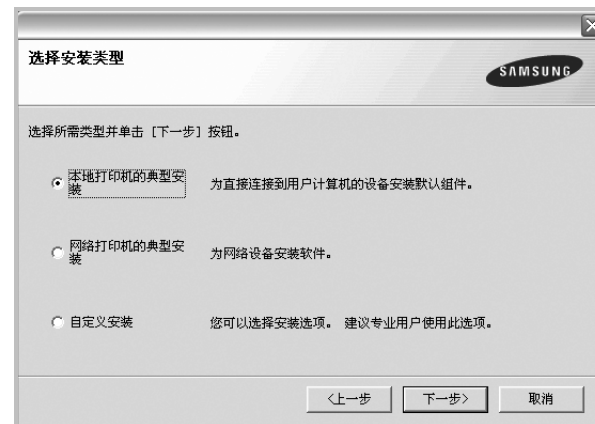 选择安装类型
SAMSUNG
选择所需类型并单击 [下一步] 按钮。
本地打印机的典型安
装
为直接连接到用户计算机的设备安装默认组件。
网络打印机的典型安
装
为网络设备安装软件。
自定义安装
您可以选择安装选项。 建议专业用户使用此选项。
<上一步
下一步>
取消